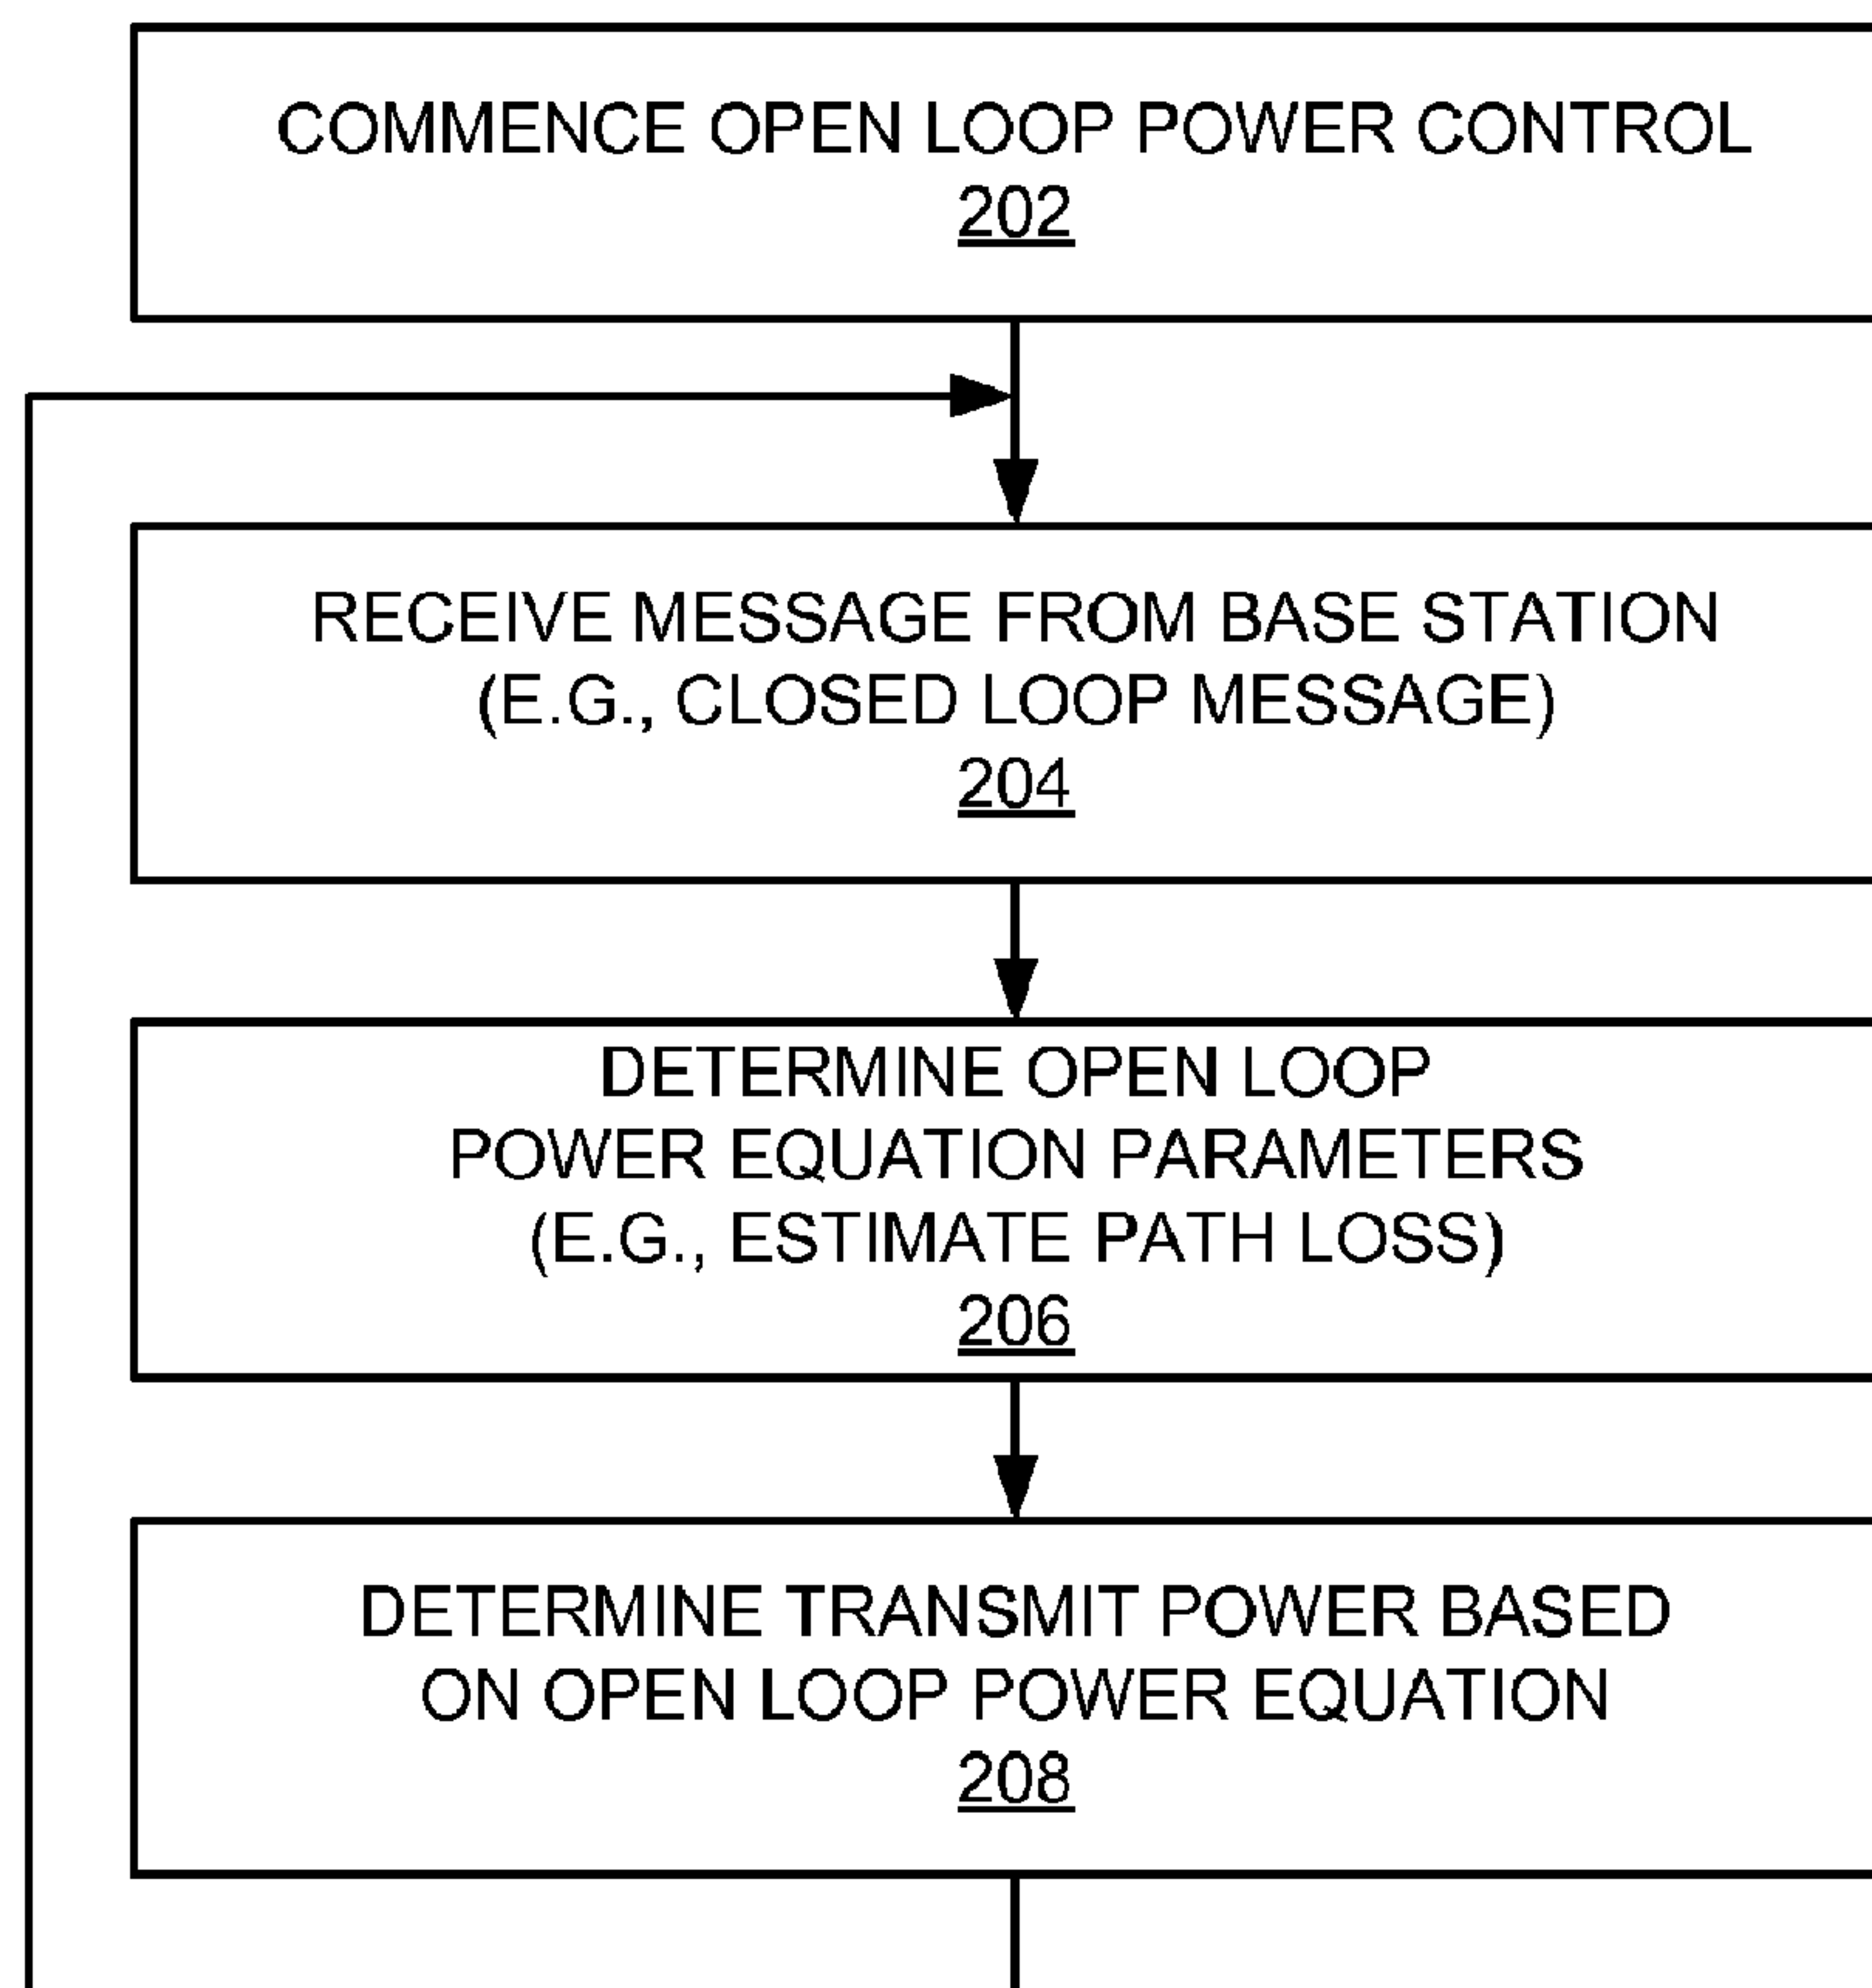 COMMENCE OPEN LOOP POWER CONTROL
202
RECEIVE MESSAGE FROM BASE STATION
(E.G., CLOSED LOOP MESSAGE)
204
DETERMINE OPEN LOOP
POWER EQUATION PARAMETERS
(E.G., ESTIMATE PATH LOSS)
206
DETERMINE TRANSMIT POWER BASED
ON OPEN LOOP POWER EQUATION
208